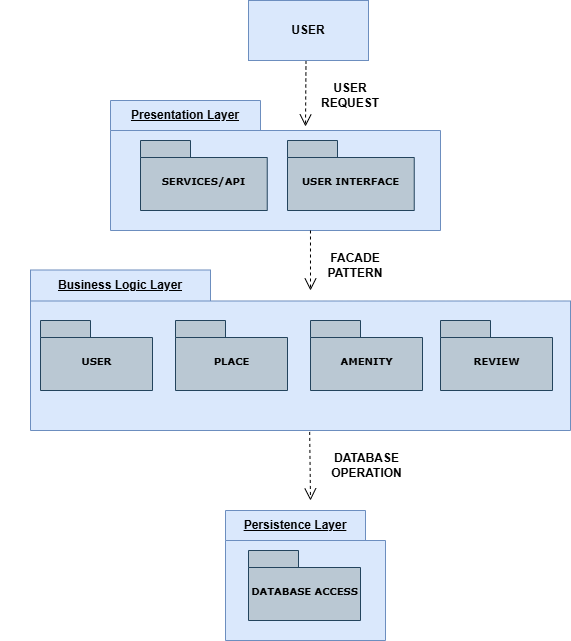 USER
USER
REQUEST
Presentation Layer
SERVICES/API
USER INTERFACE
FACADE
PATTERN
Business Logic Layer
USER
PLACE
AMENITY
REVIEW
DATABASE
OPERATION
Persistence Layer
DATABASE ACCESS